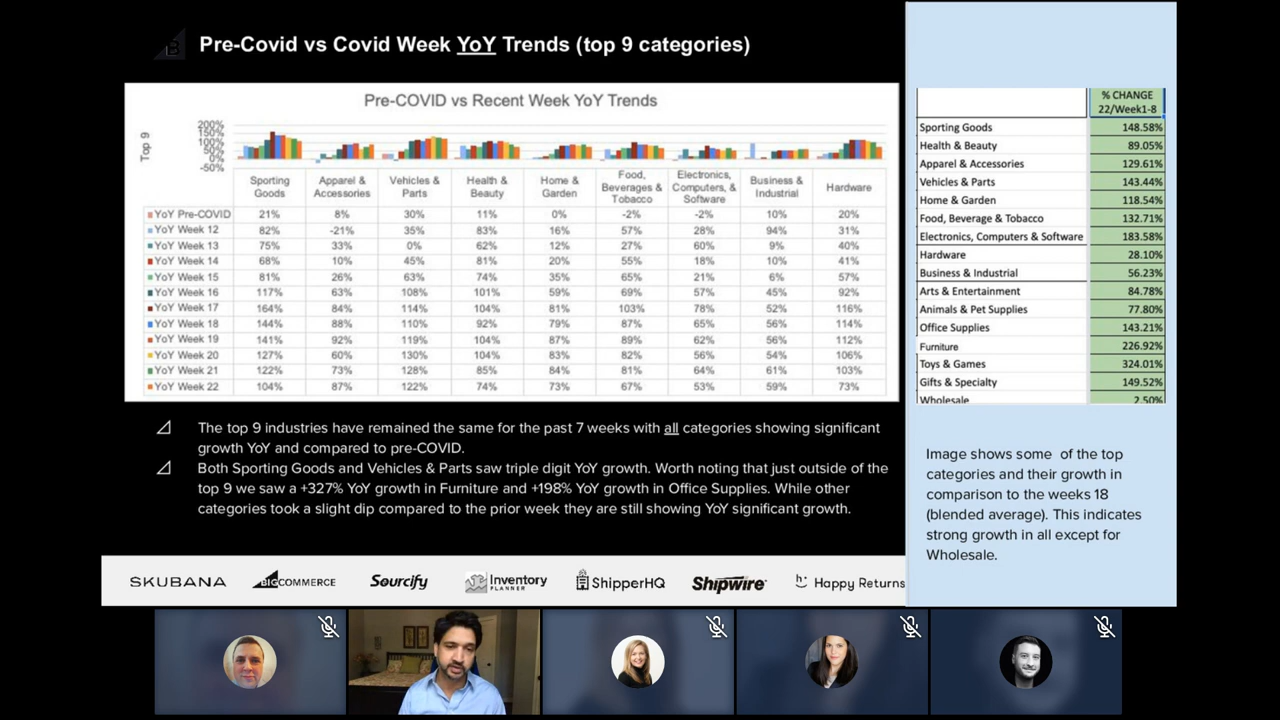 Pre-Covid vs Covid Week YoY Trends (top 9 categories)
Pre-COVID vs Recent Week YoY Trends
Top 9
200%
150%
100%
50%
0%
-50%
Sporting Goods Apparel & Accessories Vehicles & Parts Health & Beauty Home & Garden Food, Beverages & Tobacco Electronics, Computers, & Software Business & Industrial Hardware
YoY Pre-COVID 21% 8% 30% 11% 0% -2% -2% 10% 20%
YoY Week 12 82% -21% 35% 83% 16% 57% 28% 94% 31%
YoY Week 13 75% 33% 0% 62% 12% 27% 60% 9% 40%
YoY Week 14 68% 10% 45% 81% 20% 55% 18% 10% 41%
YoY Week 15 81% 26% 63% 74% 35% 65% 21% 6% 57%
YoY Week 16 117% 63% 108% 101% 59% 69% 57% 45% 92%
YoY Week 17 164% 84% 114% 104% 81% 103% 78% 52% 116%
YoY Week 18 144% 88% 110% 92% 79% 87% 65% 56% 114%
YoY Week 19 141% 92% 119% 104% 87% 89% 62% 56% 112%
YoY Week 20 127% 60% 130% 104% 83% 82% 56% 54% 106%
YoY Week 21 122% 73% 128% 85% 84% 81% 64% 61% 103%
YoY Week 22 104% 87% 122% 74% 73% 67% 53% 59% 73%
The top 9 industries have remained the same for the past 7 weeks with all categories showing significant
growth YoY and compared to pre-COVID.
Both Sporting Goods and Vehicles & Parts saw triple digit YoY growth. Worth noting that just outside of the
top 9 we saw a +327% YoY growth in Furniture and +198% YoY growth in Office Supplies. While other
categories took a slight dip compared to the prior week they are still showing YoY significant growth.
% CHANGE
22/Week1-8
Sporting Goods 148.58%
Health & Beauty 89.05%
Apparel & Accessories 129.61%
Vehicles & Parts 143.44%
Home & Garden 118.54%
Food, Beverage & Tobacco 132.71%
Electronics, Computers & Software 183.58%
Hardware 28.10%
Business & Industrial 56.23%
Arts & Entertainment 84.78%
Animals & Pet Supplies 77.80%
Office Supplies 143.21%
Furniture 226.92%
Toys & Games 324.01%
Gifts & Specialty 149.52%
Wholesale 2.50%
Image shows some of the top
categories and their growth in
comparison to the weeks 18
(blended average). This indicates
strong growth in all except for
Wholesale.
SKUBANA BIGCOMMERCE Sourcify Inventory PLANNER ShipperHQ Shipwire Happy Returns